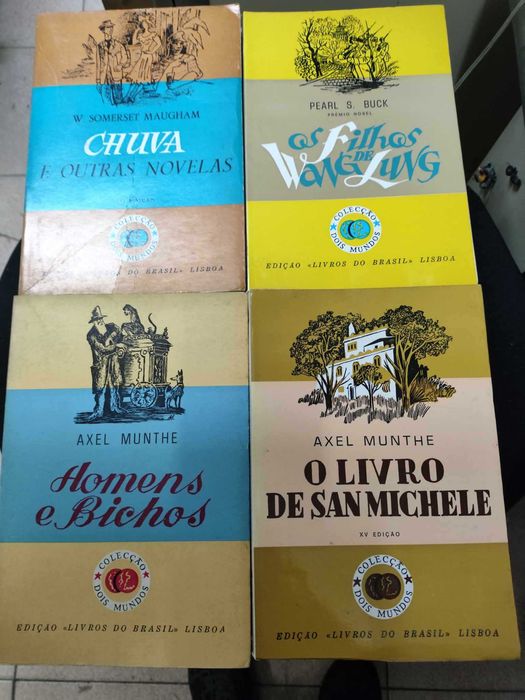 W. SOMERSET MAUGHAM
CHUVA
E OUTRAS NOVELAS
COLECÇÃO
DOIS MUNDOS
DO BRASIL» LISBOA
PEARL S. BUCK
PRÉMIO NOBEL
OS Filhos
DE
WANG LUNG
COLECÇÃO
DOIS MUNDOS
EDIÇÃO «LIVROS DO BRASIL» LISBOA
AXEL MUNTHE
Homens
e Bichos
COLECÇÃO
DOIS MUNDOS
EDIÇÃO «LIVROS DO BRASIL» LISBOA
AXEL MUNTHE
O LIVRO
DE SAN MICHELE
XV EDIÇÃO
COLECÇÃO
DOIS MUNDOS
EDIÇÃO «LIVROS DO BRASIL» LISBOA